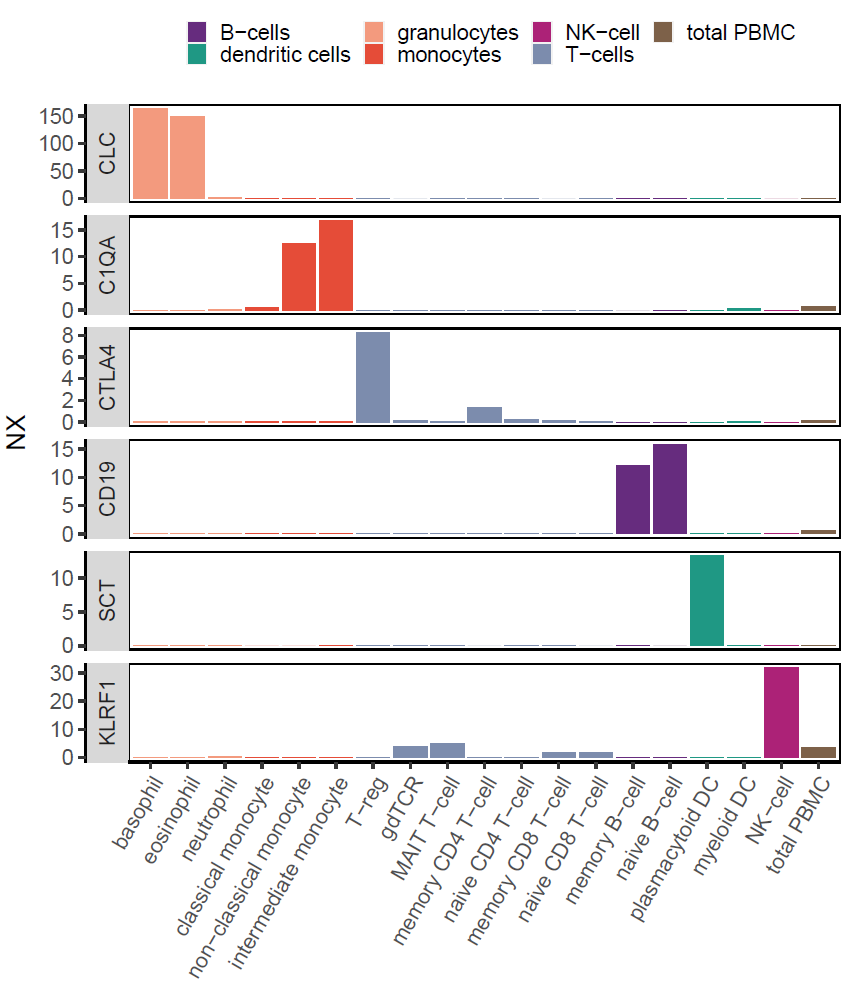 B−cells
granulocytes
NK−cell
total PBMC
dendritic cells
monocytes
T−cells
NX
CLC
150
100
50
0
C1QA
15
10
5
0
CTLA4
8
6
4
2
0
CD19
15
10
5
0
SCT
10
5
0
KLRF1
30
20
10
0
basophil
eosinophil
neutrophil
classical monocyte
non−classical monocyte
intermediate monocyte
T−reg
gdTCR
MAIT T−cell
memory CD4 T−cell
naive CD4 T−cell
memory CD8 T−cell
naive CD8 T−cell
memory B−cell
naive B−cell
plasmacytoid DC
myeloid DC
NK−cell
total PBMC